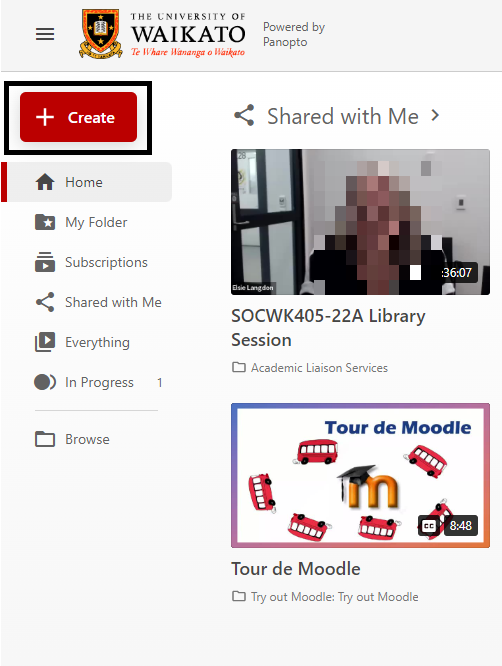 THE UNIVERSITY OF
WAIKATO
Te Whare Wānanga o Waikato
Powered by
Panopto
+ Create
Shared with Me >
Home
My Folder
Subscriptions
Shared with Me
Everything
In Progress 1
Browse
Elsie Langdon
:36:07
SOCWK405-22A Library
Session
Academic Liaison Services
Tour de Moodle
m
CC 8:48
Tour de Moodle
Try out Moodle: Try out Moodle